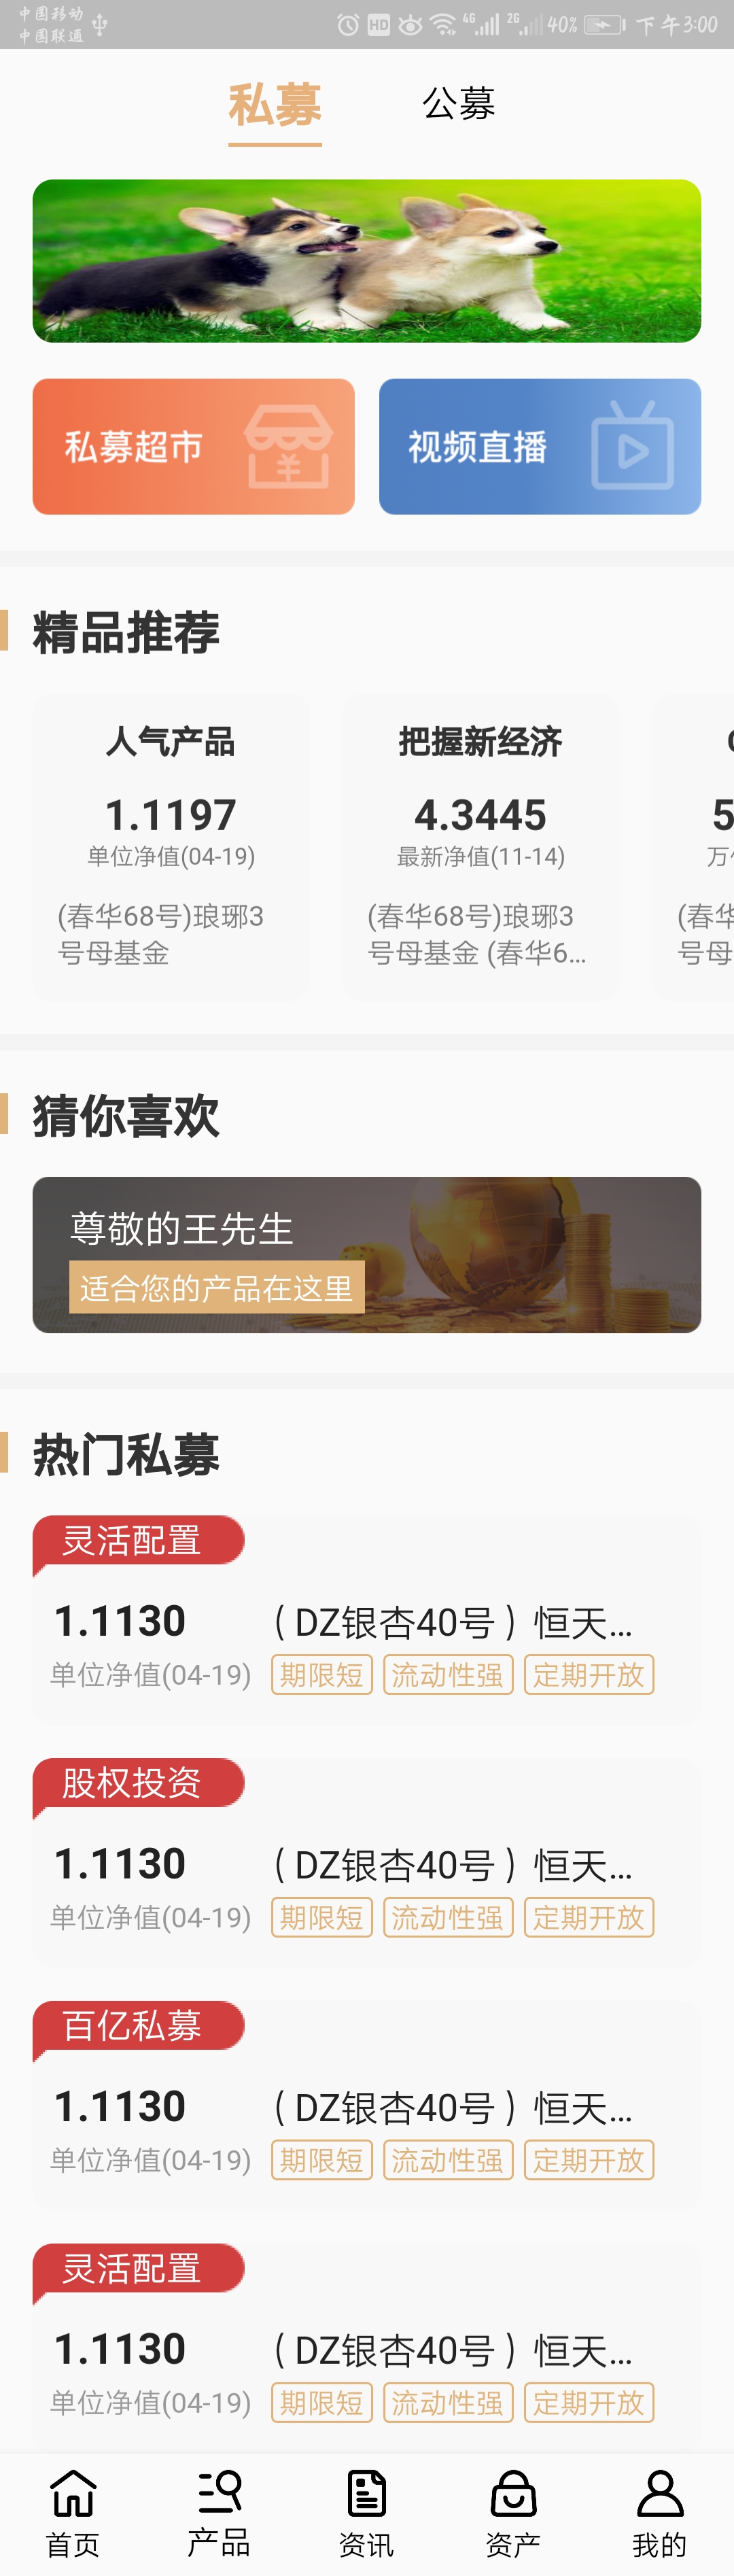 中国移动
中国联通
HD 4G 2G 40% 下午3:00
私募 公募
私募超市 视频直播
精品推荐
人气产品 把握新经济
1.1197 4.3445 5
单位净值(04-19) 最新净值(11-14) 万
(春华68号)琅琊3 (春华68号)琅琊3 (春华
号母基金 号母基金 (春华6... 号母
猜你喜欢
尊敬的王先生
适合您的产品在这里
热门私募
灵活配置
1.1130 （DZ银杏40号）恒天...
单位净值(04-19) 期限短 流动性强 定期开放
股权投资
1.1130 （DZ银杏40号）恒天...
单位净值(04-19) 期限短 流动性强 定期开放
百亿私募
1.1130 （DZ银杏40号）恒天...
单位净值(04-19) 期限短 流动性强 定期开放
灵活配置
1.1130 （DZ银杏40号）恒天...
单位净值(04-19) 期限短 流动性强 定期开放
首页 产品 资讯 资产 我的